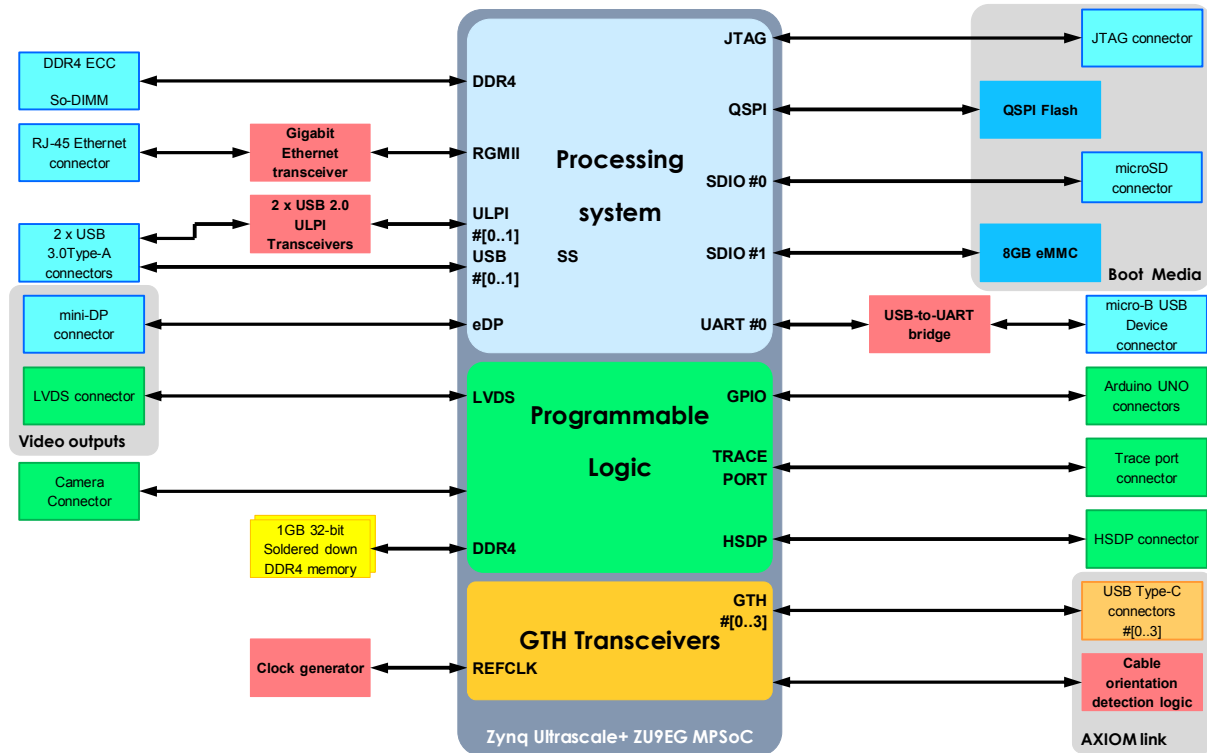 DDR4 ECC
So-DIMM
RJ-45 Ethernet
connector
Gigabit
Ethernet
transceiver
2 x USB 2.0
ULPI
Transceivers
2 x USB
3.0Type-A
connectors
mini-DP
connector
LVDS connector
Video outputs
Camera
Connector
1GB 32-bit
Soldered down
DDR4 memory
Clock generator
DDR4
RGMII
ULPI
#[0..1]
USB SS
#[0..1]
eDP
Processing
system
JTAG
QSPI
SDIO #0
SDIO #1
UART #0
LVDS
DDR4
Programmable
Logic
GPIO
TRACE
PORT
HSDP
GTH
#[0..3]
GTH Transceivers
REFCLK
Zynq Ultrascale+ ZU9EG MPSoC
JTAG connector
QSPI Flash
microSD
connector
8GB eMMC
Boot Media
USB-to-UART
bridge
micro-B USB
Device
connector
Arduino UNO
connectors
Trace port
connector
HSDP connector
USB Type-C
connectors
#[0..3]
Cable
orientation
detection logic
AXIOM link